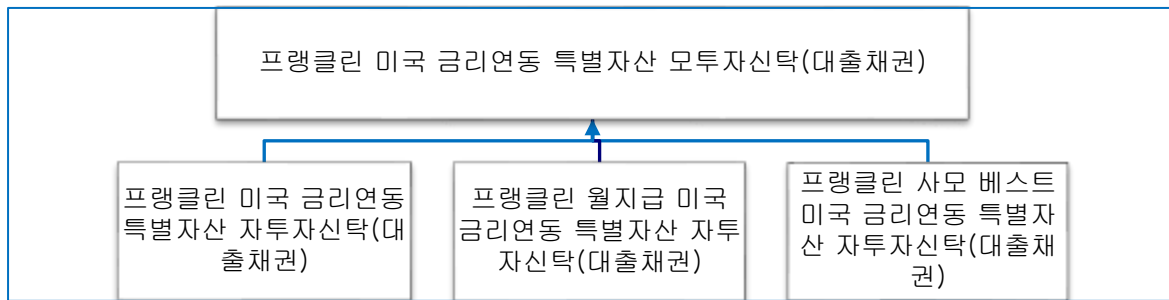 프랭클린 미국 금리연동 특별자산 모투자신탁(대출채권)
프랭클린 미국 금리연동
특별자산 자투자신탁(대
출채권)
프랭클린 월지급 미국
금리연동 특별자산 자투
자신탁(대출채권)
프랭클린 사모 베스트
미국 금리연동 특별자
산 자투자신탁(대출채
권)